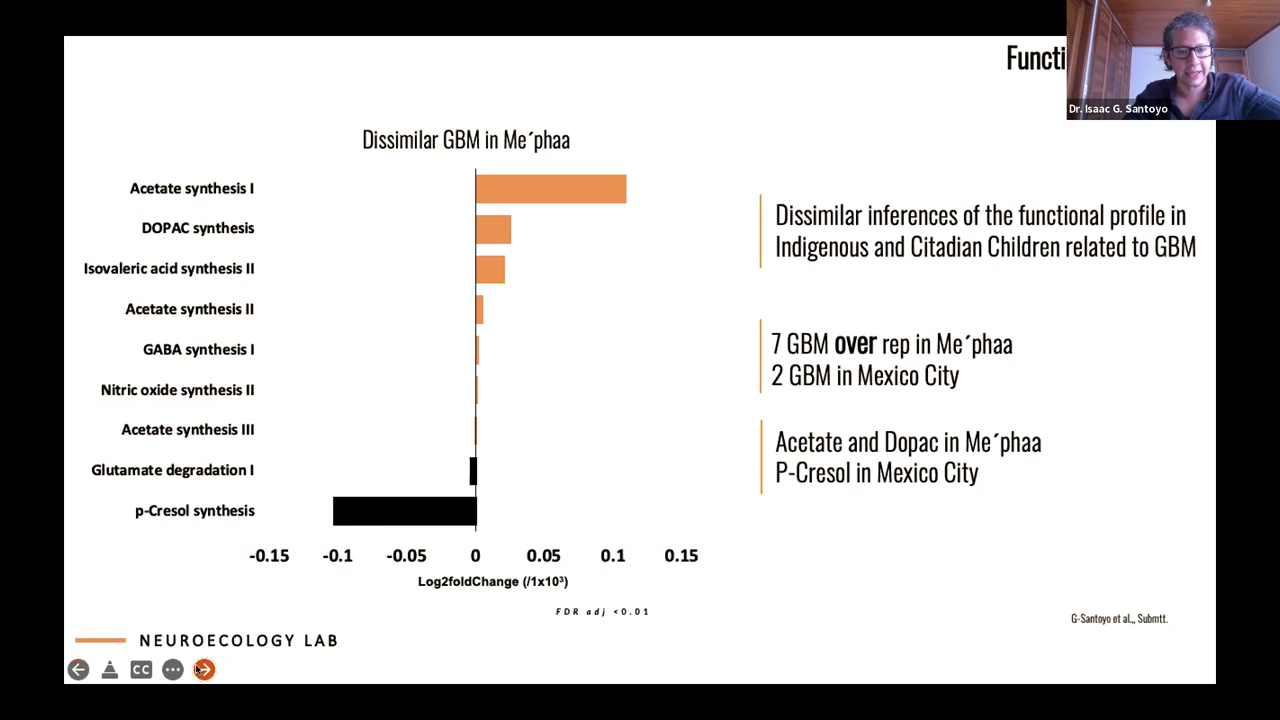 Functi
Dr. Isaac G. Santoyo
Dissimilar GBM in Me´phaa
Acetate synthesis I
DOPAC synthesis
Isovaleric acid synthesis II
Acetate synthesis II
GABA synthesis I
Nitric oxide synthesis II
Acetate synthesis III
Glutamate degradation I
p-Cresol synthesis
-0.15 -0.1 -0.05 0 0.05 0.1 0.15
Log2foldChange (/1x10³)
FDR adj <0.01
Dissimilar inferences of the functional profile in
Indigenous and Citadian Children related to GBM
7 GBM over rep in Me´phaa
2 GBM in Mexico City
Acetate and Dopac in Me´phaa
P-Cresol in Mexico City
G-Santoyo et al., Submtt.
NEUROECOLOGY LAB
CC